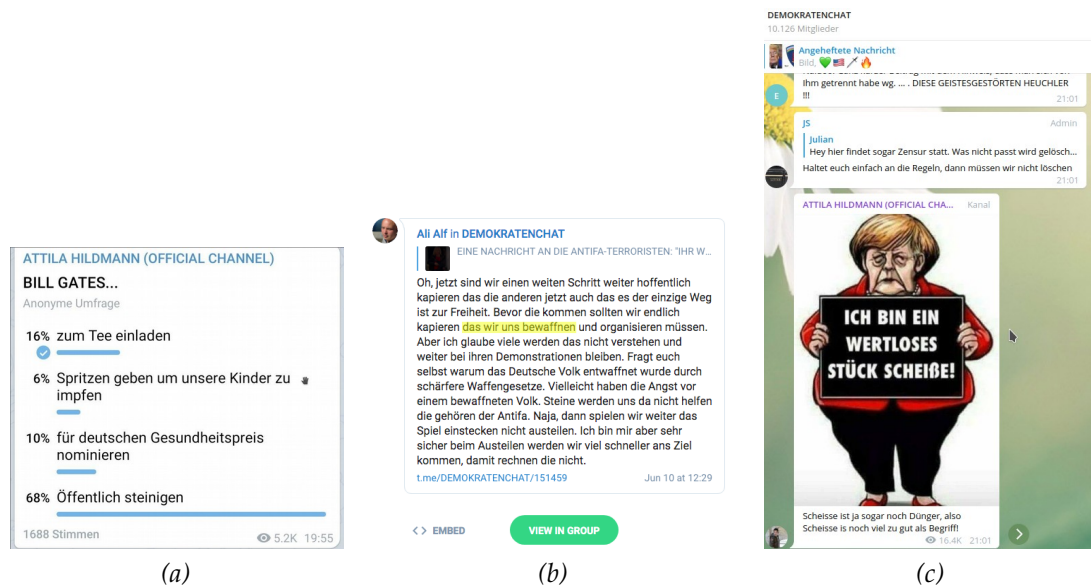 ATTILA HILDMANN (OFFICIAL CHANNEL)
BILL GATES...
Anonyme Umfrage
16% zum Tee einladen
6% Spritzen geben um unsere Kinder zu
impfen
10% für deutschen Gesundheitspreis
nominieren
68% Öffentlich steinigen
1688 Stimmen
5.2K 19:55
(a)
Ali Alf in DEMOKRATENCHAT
EINE NACHRICHT AN DIE ANTIFA-TERRORISTEN: "IHR W...
Oh, jetzt sind wir einen weiten Schritt weiter hoffentlich
kapieren das die anderen jetzt auch das es der einzige Weg
ist zur Freiheit. Bevor die kommen sollten wir endlich
kapieren das wir uns bewaffnen und organisieren müssen.
Aber ich glaube viele werden das nicht verstehen und
weiter bei ihren Demonstrationen bleiben. Fragt euch
selbst warum das Deutsche Volk entwaffnet wurde durch
schärfere Waffengesetze. Vielleicht haben die Angst vor
einem bewaffneten Volk. Steine werden uns da nicht helfen
die gehören der Antifa. Naja, dann spielen wir weiter das
Spiel einstecken nicht austeilen. Ich bin mir aber sehr
sicher beim Austeilen werden wir viel schneller ans Ziel
kommen, damit rechnen die nicht.
t.me/DEMOKRATENCHAT/151459
Jun 10 at 12:29
<> EMBED
VIEW IN GROUP
(b)
DEMOKRATENCHAT
10.126 Mitglieder
Angeheftete Nachricht
Bild, 💚🇺🇸🗡🔥
E
ihm getrennt habe wg. ... . DIESE GEISTESGESTÖRTEN HEUCHLER
!!!
21:01
JS
Admin
Julian
Hey hier findet sogar Zensur statt. Was nicht passt wird gelösch...
Haltet euch einfach an die Regeln, dann müssen wir nicht löschen
21:01
ATTILA HILDMANN (OFFICIAL CHA...
Kanal
ICH BIN EIN
WERTLOSES
STÜCK SCHEIßE!
Scheisse ist ja sogar noch Dünger, also
Scheisse is noch viel zu gut als Begriff!
16.4K 21:01
(c)